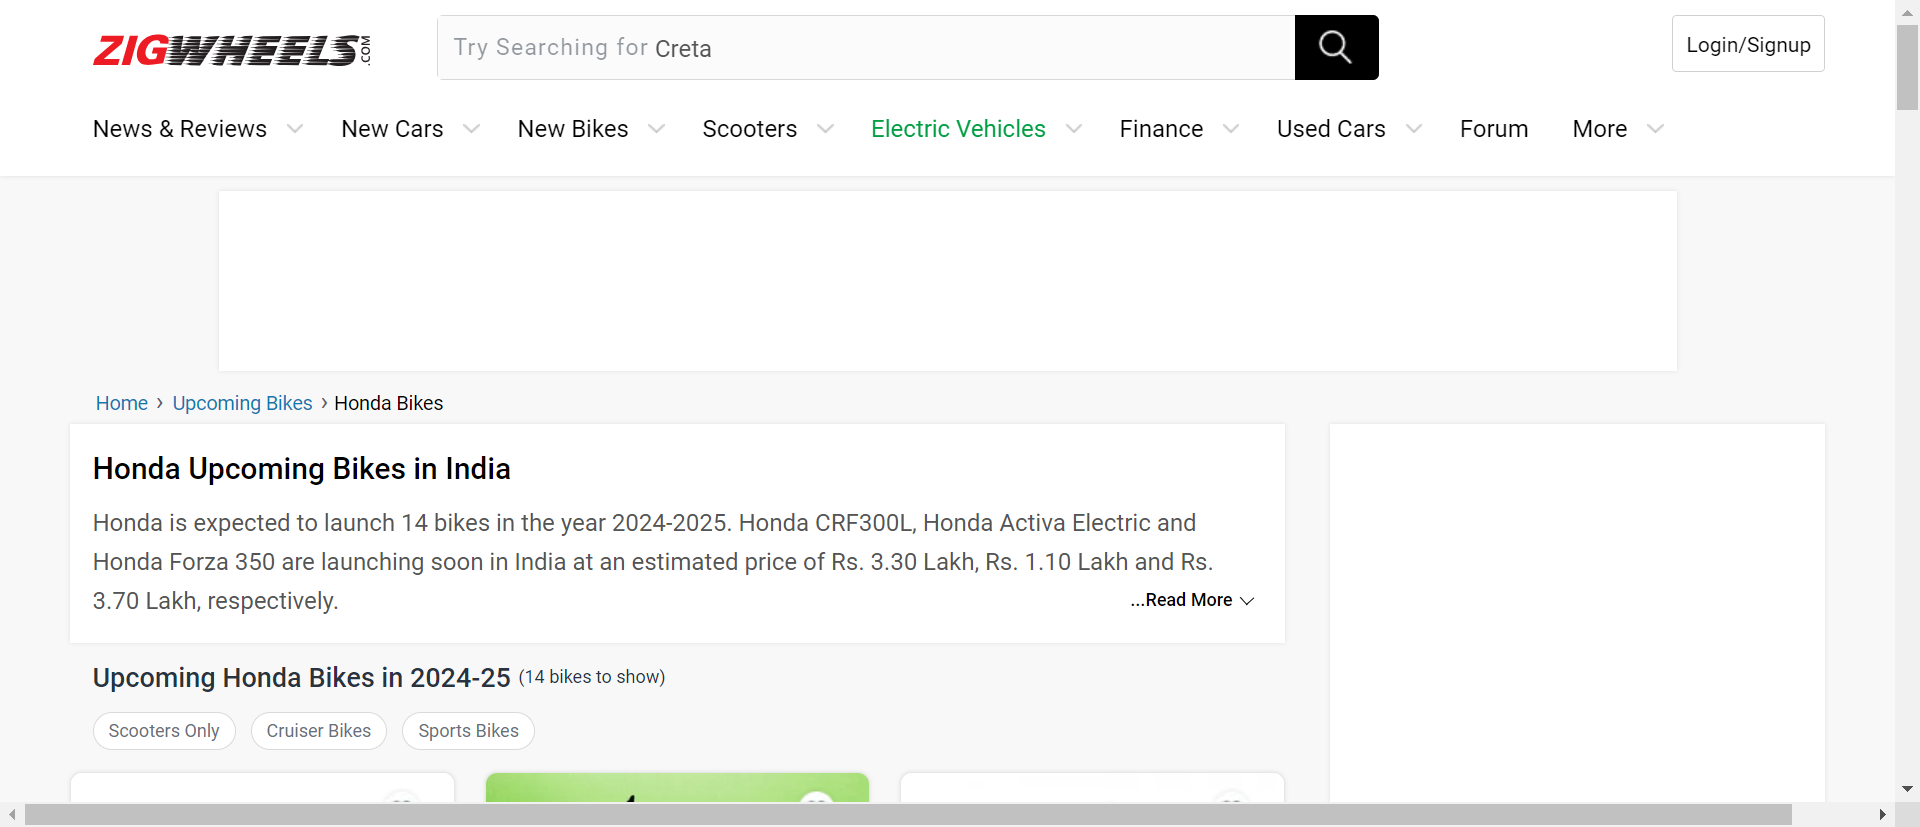 ZIGWHEELS.COM
Try Searching for Creta
Login/Signup
News & Reviews New Cars New Bikes Scooters Electric Vehicles Finance Used Cars Forum More
Home › Upcoming Bikes › Honda Bikes
Honda Upcoming Bikes in India
Honda is expected to launch 14 bikes in the year 2024-2025. Honda CRF300L, Honda Activa Electric and
Honda Forza 350 are launching soon in India at an estimated price of Rs. 3.30 Lakh, Rs. 1.10 Lakh and Rs.
3.70 Lakh, respectively.
...Read More
Upcoming Honda Bikes in 2024-25 (14 bikes to show)
Scooters Only Cruiser Bikes Sports Bikes